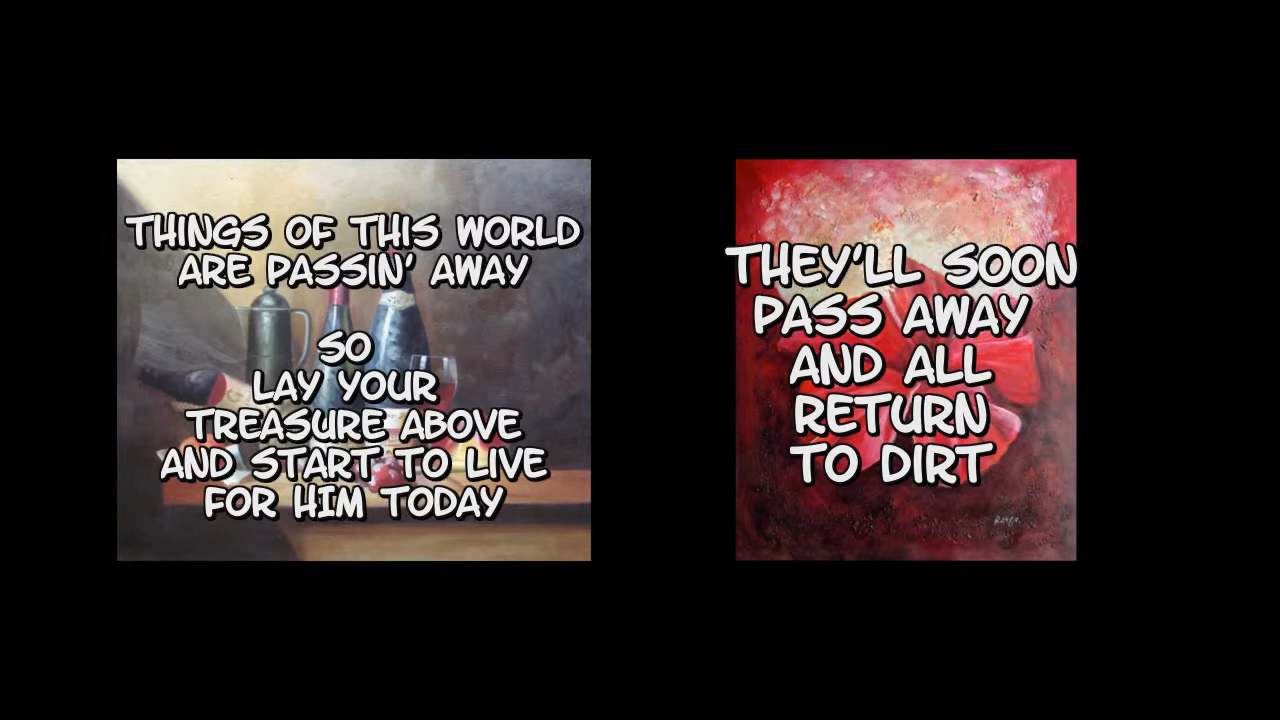 THINGS OF THIS WORLD
ARE PASSIN' AWAY
SO
LAY YOUR
TREASURE ABOVE
AND START TO LIVE
FOR HIM TODAY
THEY'LL SOON
PASS AWAY
AND ALL
RETURN
TO DIRT